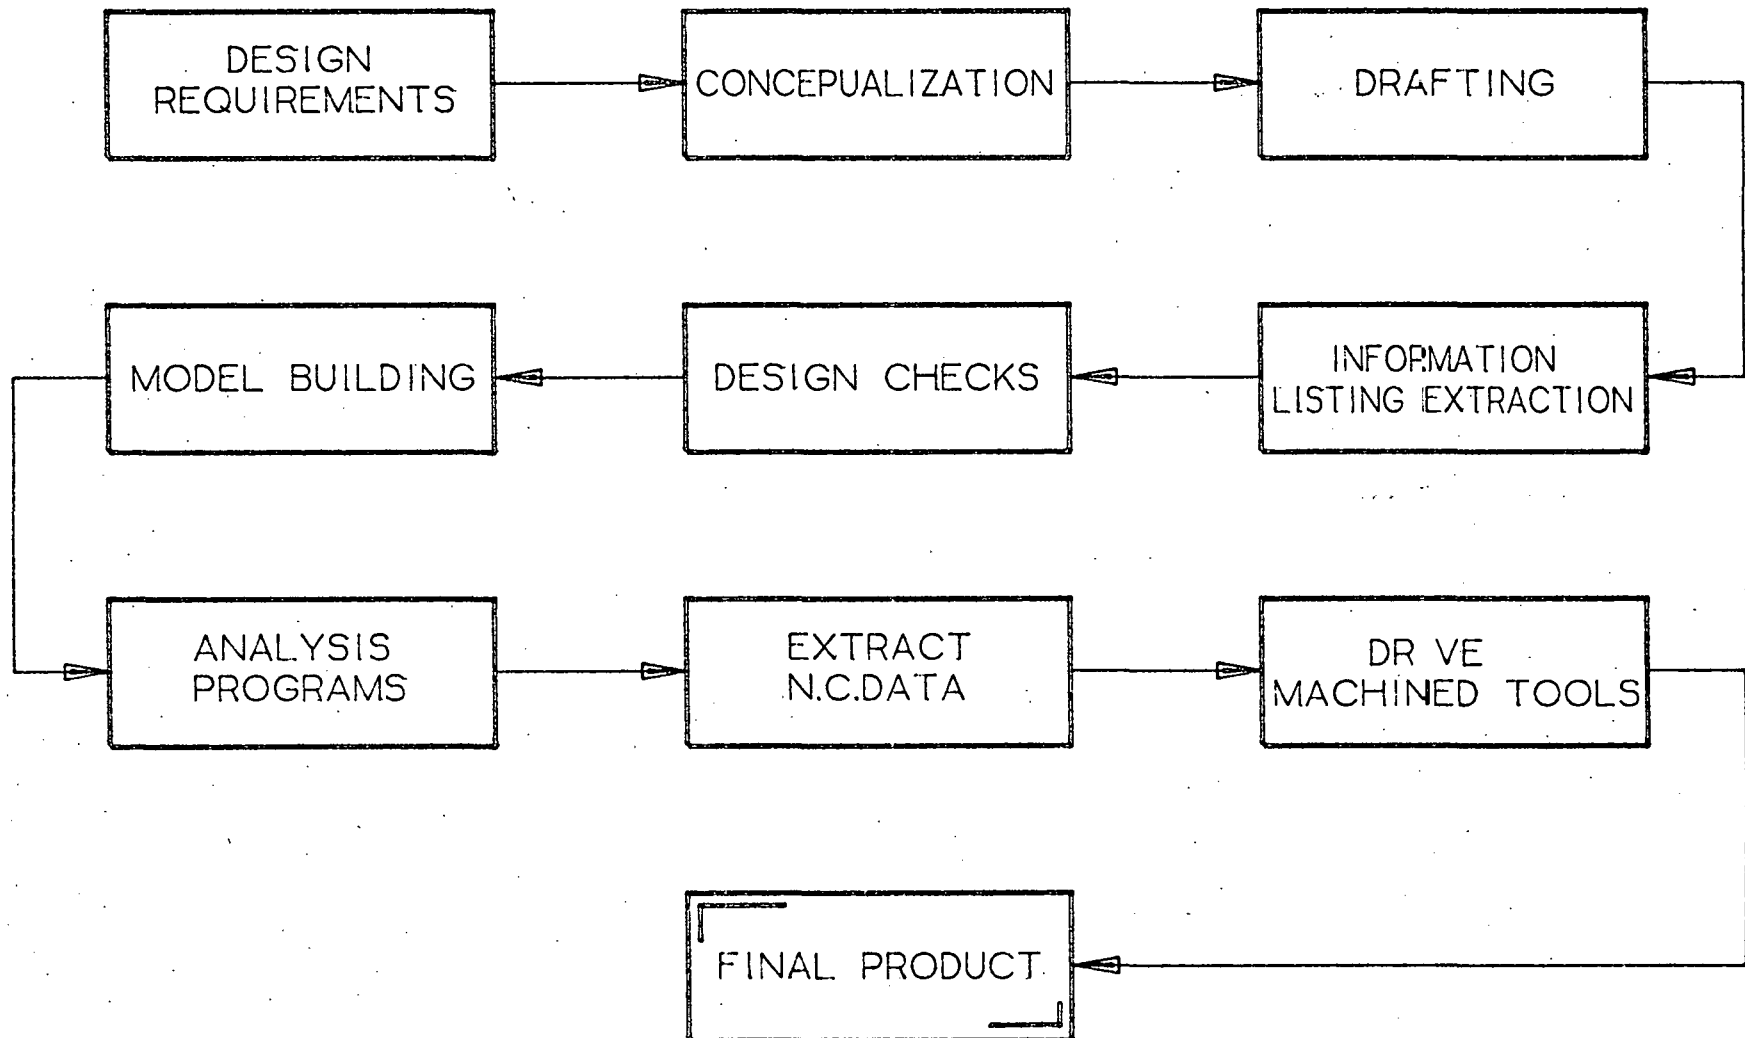 DESIGN
REQUIREMENTS
CONCEPUALIZATION
DRAFTING
INFORMATION
LISTING EXTRACTION
DESIGN CHECKS
MODEL BUILDING
ANALYSIS
PROGRAMS
EXTRACT
N.C.DATA
DR VE
MACHINED TOOLS
FINAL PRODUCT